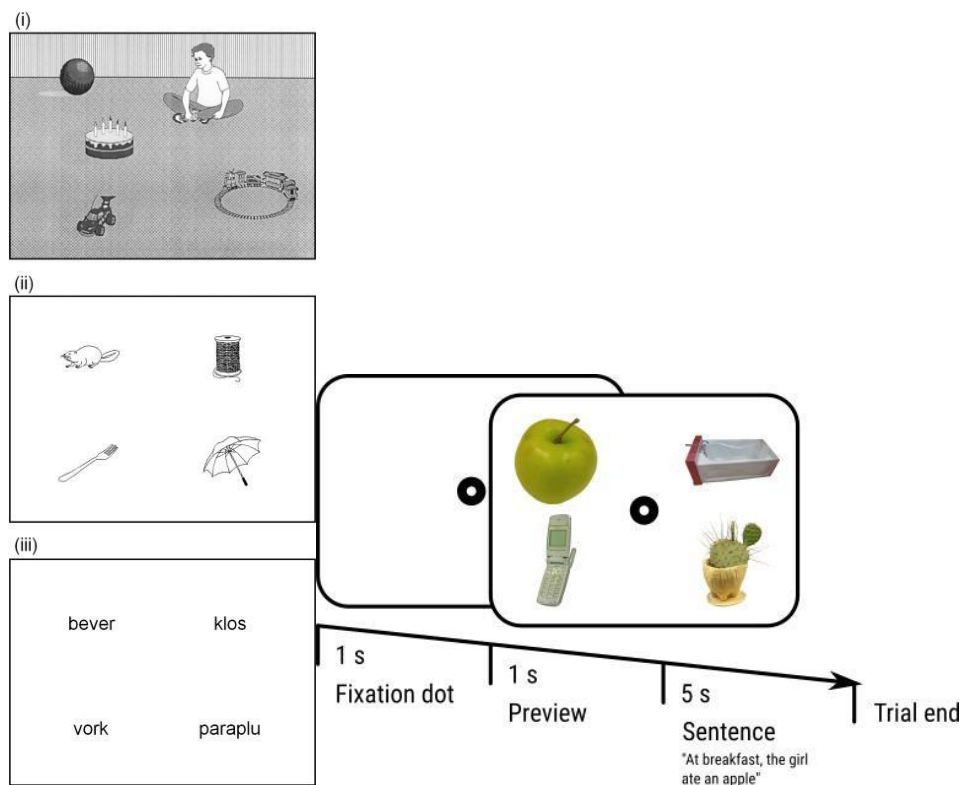 (i)
(ii)
(iii)
bever klos
vork paraplu
1 s
Fixation dot
1 s
Preview
5 s
Sentence
"At breakfast, the girl
ate an apple"
Trial end